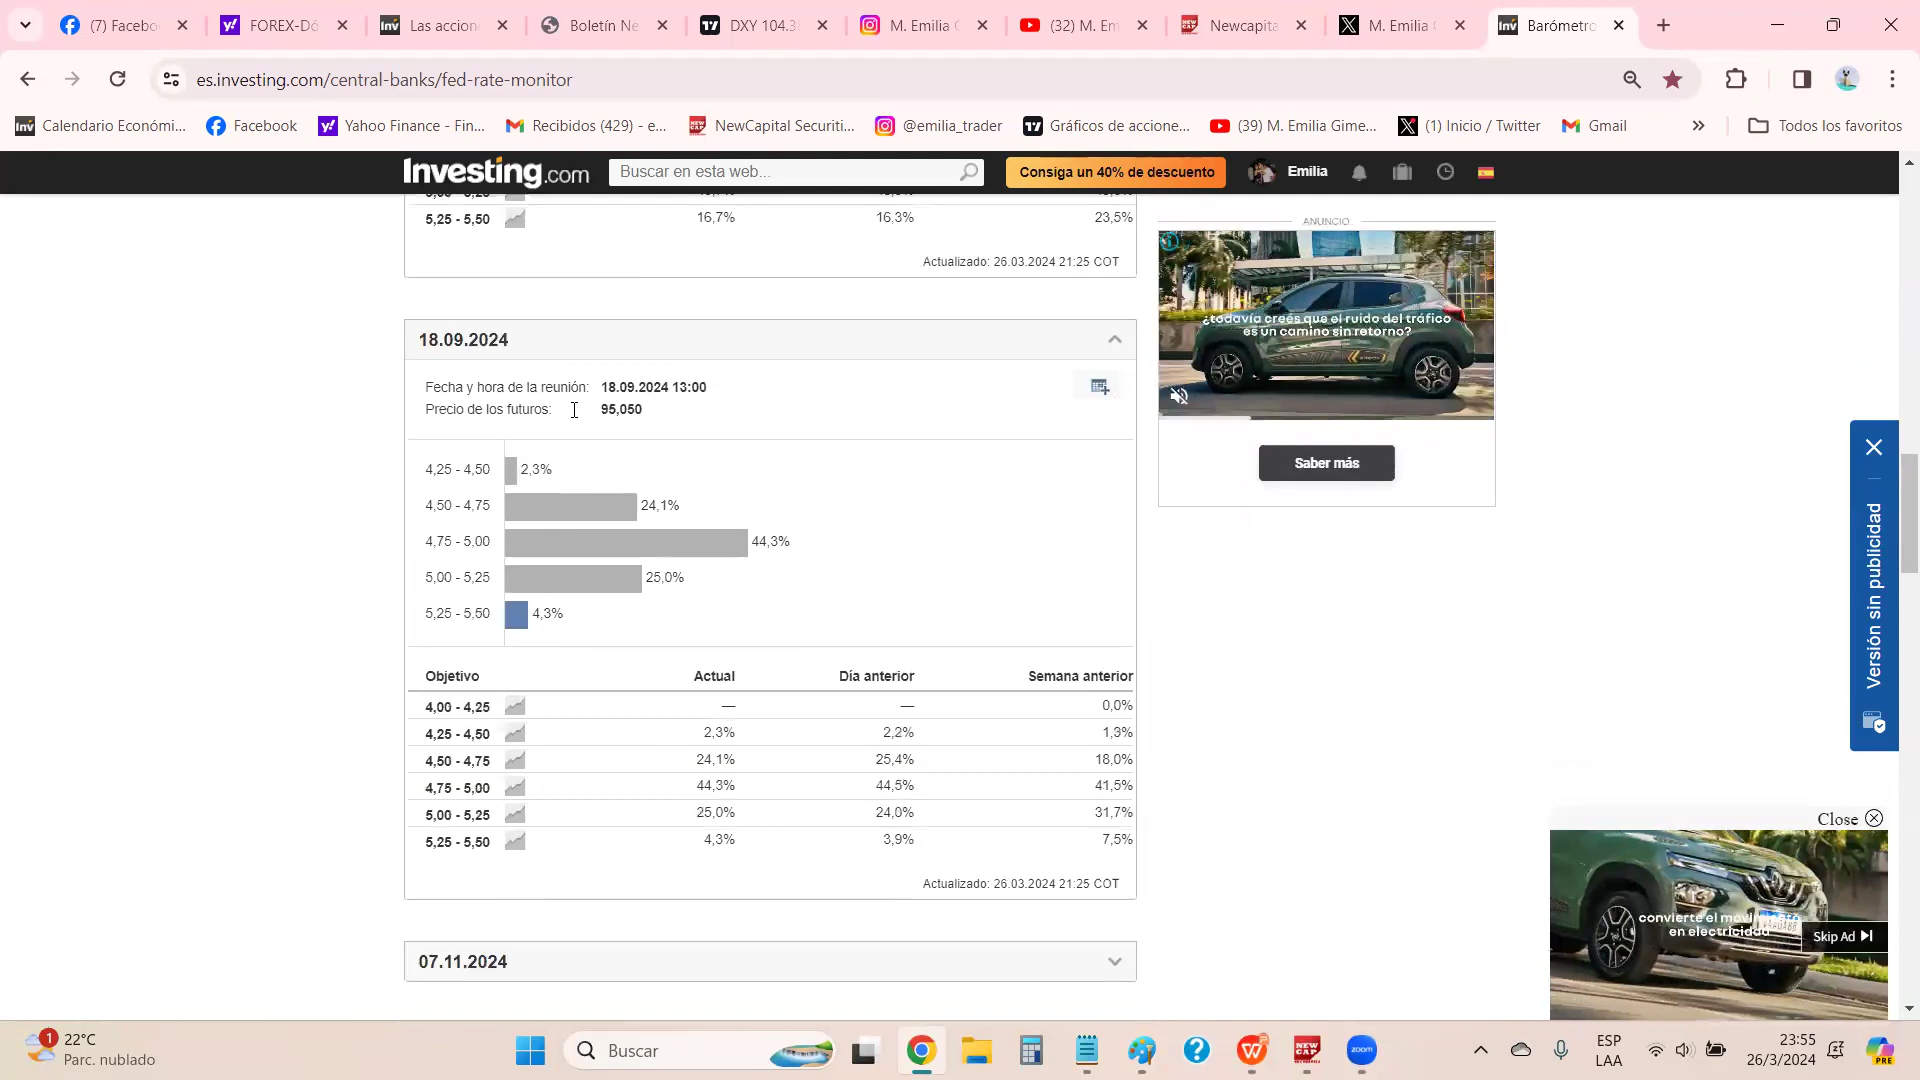 (7) Facebo
FOREX-Dó
Las accion
Boletín Ne
DXY 104.3
M. Emilia G
(32) M. Em
Newcapita
M. Emilia
Barómetro
es.investing.com/central-banks/fed-rate-monitor
Calendario Económi...
Facebook
Yahoo Finance - Fin...
Recibidos (429) - e...
NewCapital Securiti...
@emilia_trader
Gráficos de accione...
(39) M. Emilia Gime...
(1) Inicio / Twitter
Gmail
Todos los favoritos
Investing.com
Buscar en esta web...
Consiga un 40% de descuento
Emilia
5,25 - 5,50 16,7% 16,3% 23,5%
Actualizado: 26.03.2024 21:25 COT
18.09.2024
Fecha y hora de la reunión: 18.09.2024 13:00
Precio de los futuros: 95,050
4,25 - 4,50 2,3%
4,50 - 4,75 24,1%
4,75 - 5,00 44,3%
5,00 - 5,25 25,0%
5,25 - 5,50 4,3%
Objetivo Actual Día anterior Semana anterior
4,00 - 4,25 — — 0,0%
4,25 - 4,50 2,3% 2,2% 1,3%
4,50 - 4,75 24,1% 25,4% 18,0%
4,75 - 5,00 44,3% 44,5% 41,5%
5,00 - 5,25 25,0% 24,0% 31,7%
5,25 - 5,50 4,3% 3,9% 7,5%
Actualizado: 26.03.2024 21:25 COT
07.11.2024
ANUNCIO
¿todavía creés que el ruido del tráfico
es un camino sin retorno?
Saber más
Versión sin publicidad
Close
convierte el
en electricidad
Skip Ad
1
22°C
Parc. nublado
Buscar
zoom
ESP
LAA
23:55
26/3/2024
PRE